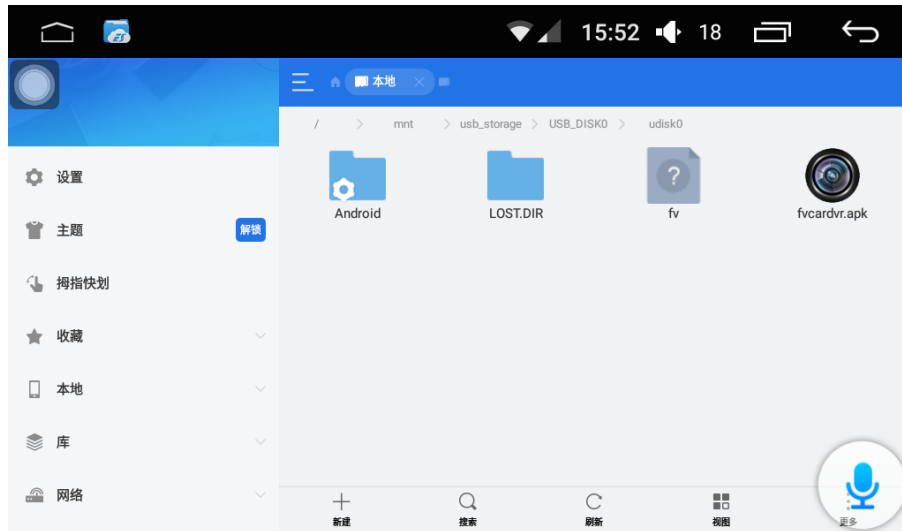 15:52 18
本地
/ > mnt > usb_storage > USB_DISK0 > udisk0
设置
主题 解锁
拇指快划
收藏
本地
库
网络
Android LOST.DIR fv fvcardvr.apk
新建 搜索 刷新 视图 更多